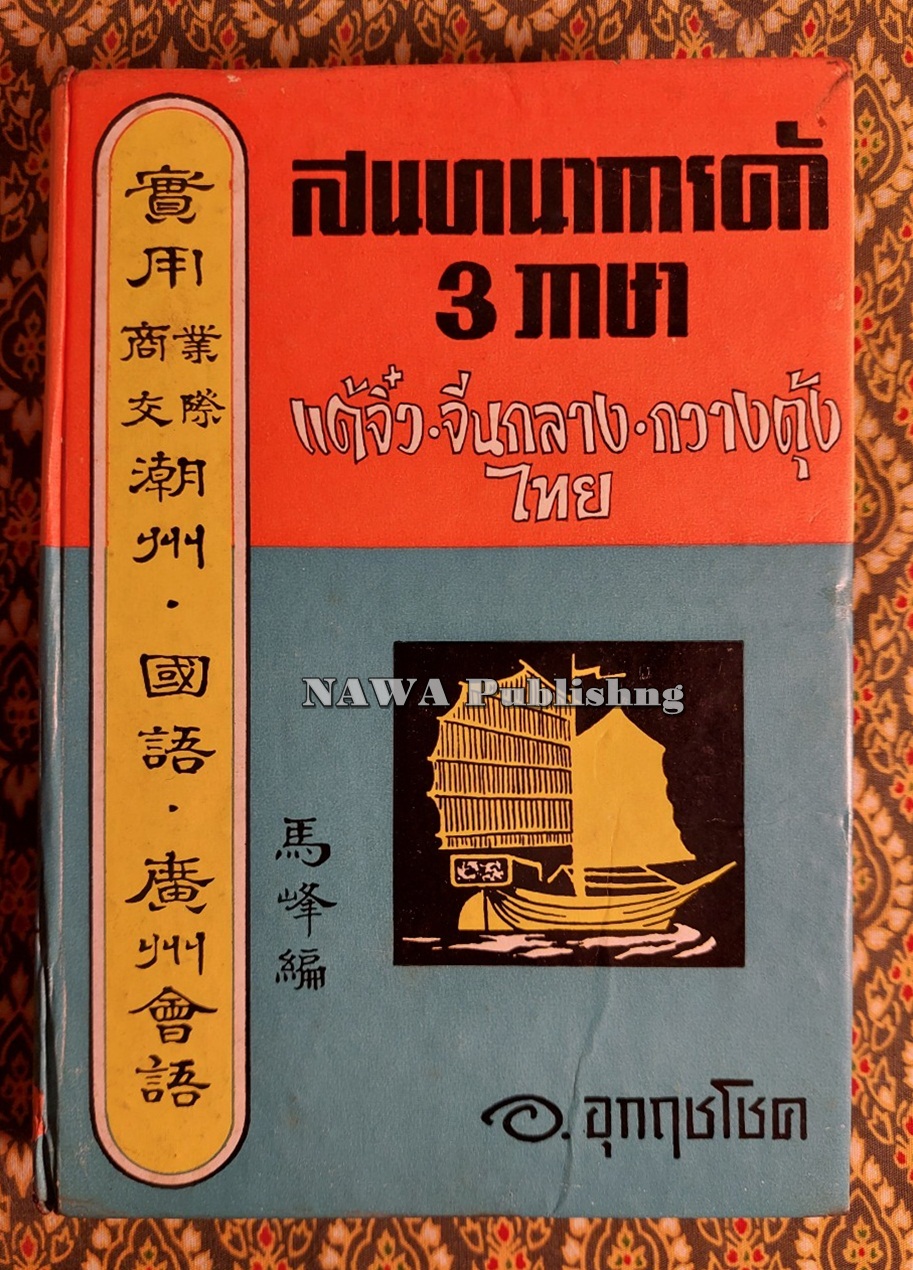 สนทนาการค้า
3 ภาษา
แต้จิ๋ว·จีนกลาง·กวางตุ้ง
ไทย
實用商業交際潮州·國語·廣州會語
NAWA Publishng
馬峰編
อ. อุกฤษโชค